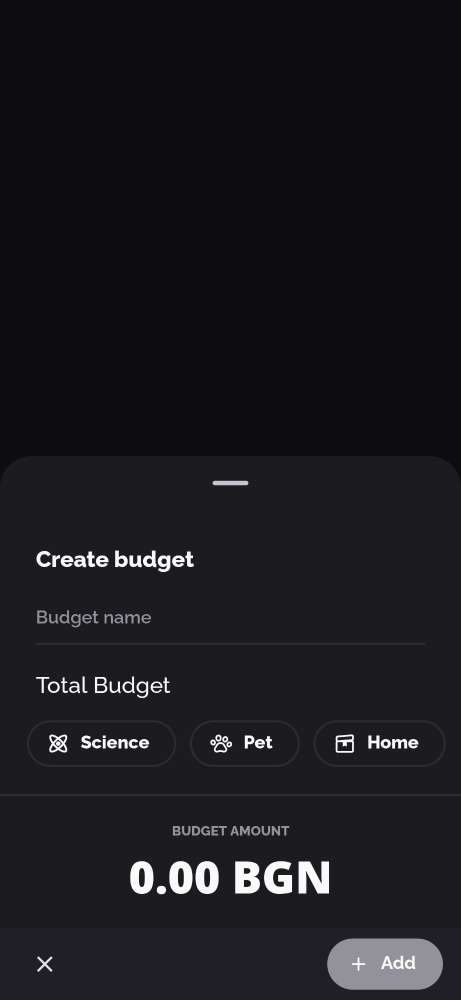 Create budget
Budget name
Total Budget
Science Pet Home
BUDGET AMOUNT
0.00 BGN
Add